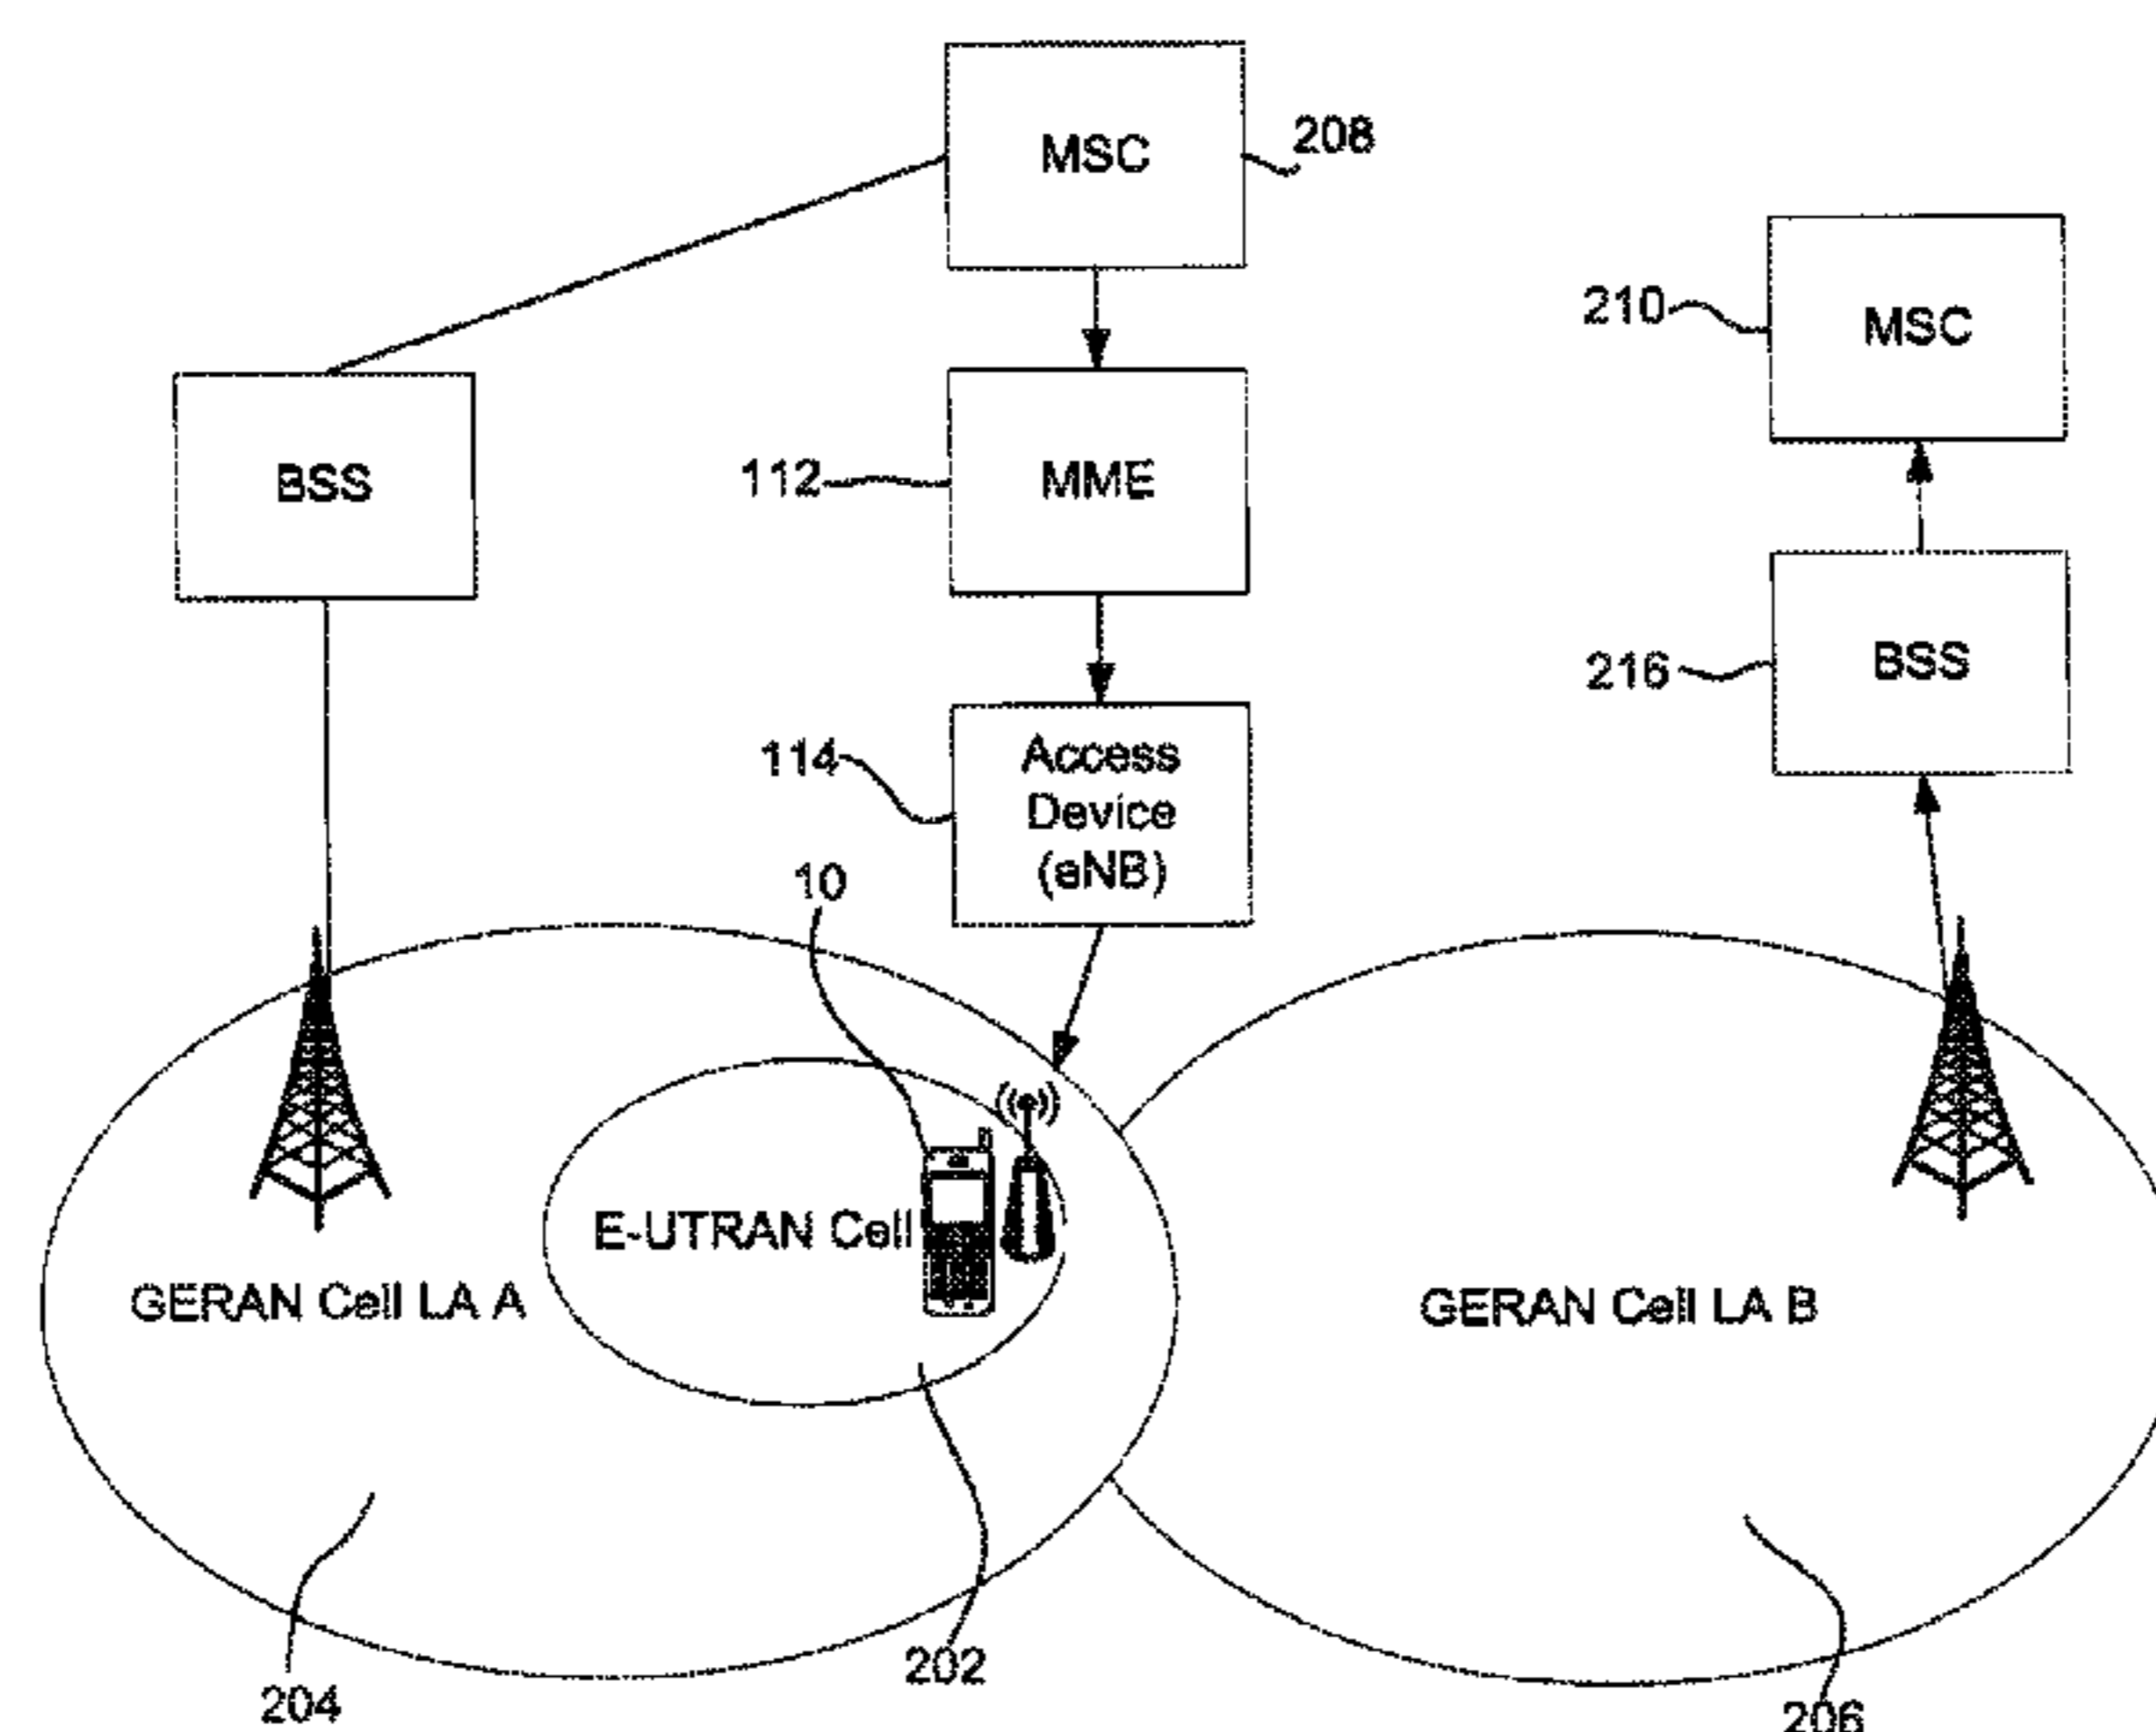 MSC
208
210
MSC
BSS
112
MME
216
BSS
114
Access
Device
(eNB)
10
E-UTRAN Cell
GERAN Cell LA A
GERAN Cell LA B
202
204
206